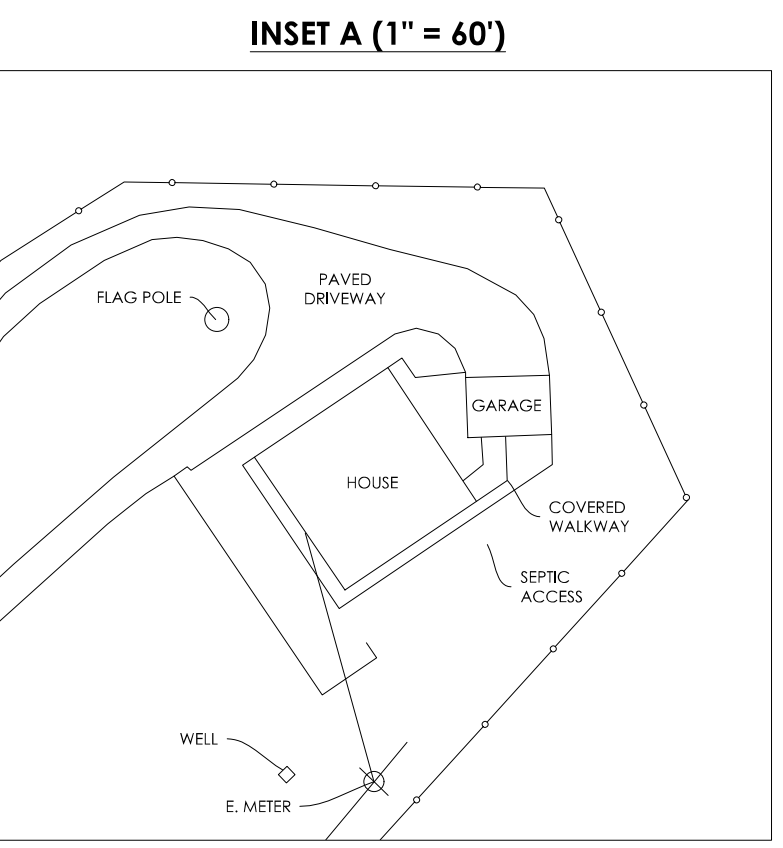 INSET A (1" = 60')
PAVED
DRIVEWAY
FLAG POLE
GARAGE
HOUSE
COVERED
WALKWAY
SEPTIC
ACCESS
WELL
E. METER